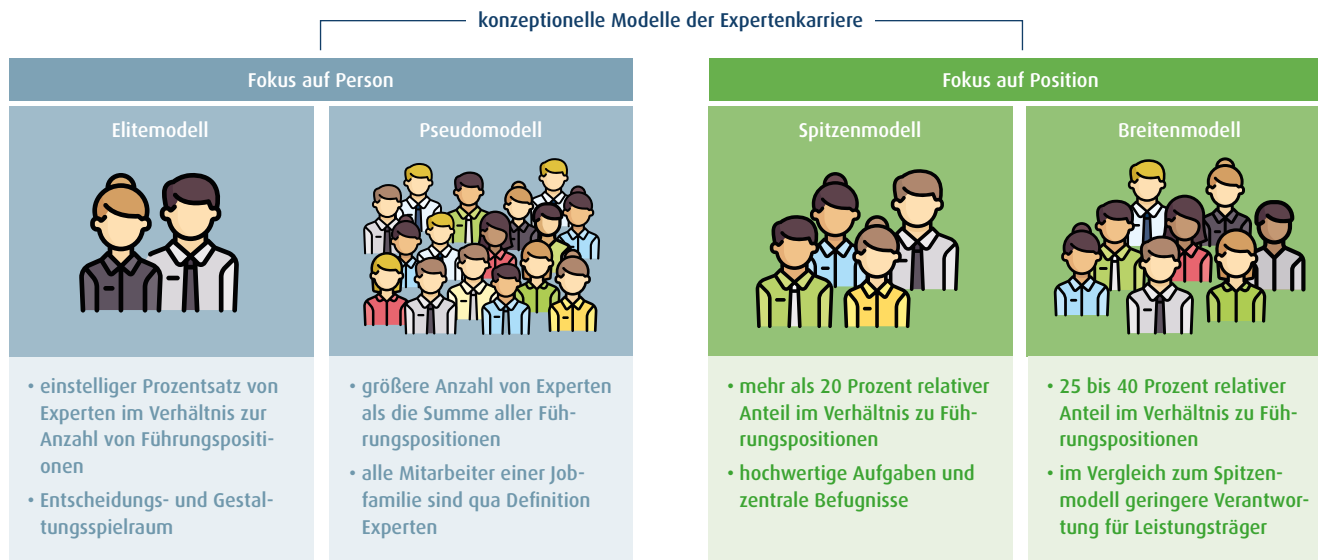 konzeptionelle Modelle der Expertenkarriere
Fokus auf Person
Elitemodell
• einstelliger Prozentsatz von
Experten im Verhältnis zur
Anzahl von Führungspositi-
onen
• Entscheidungs- und Gestal-
tungsspielraum
Pseudomodell
• größere Anzahl von Experten
als die Summe aller Füh-
rungspositionen
• alle Mitarbeiter einer Job-
familie sind qua Definition
Experten
Fokus auf Position
Spitzenmodell
• mehr als 20 Prozent relativer
Anteil im Verhältnis zu Füh-
rungspositionen
• hochwertige Aufgaben und
zentrale Befugnisse
Breitenmodell
• 25 bis 40 Prozent relativer
Anteil im Verhältnis zu Füh-
rungspositionen
• im Vergleich zum Spitzen-
modell geringere Verantwor-
tung für Leistungsträger